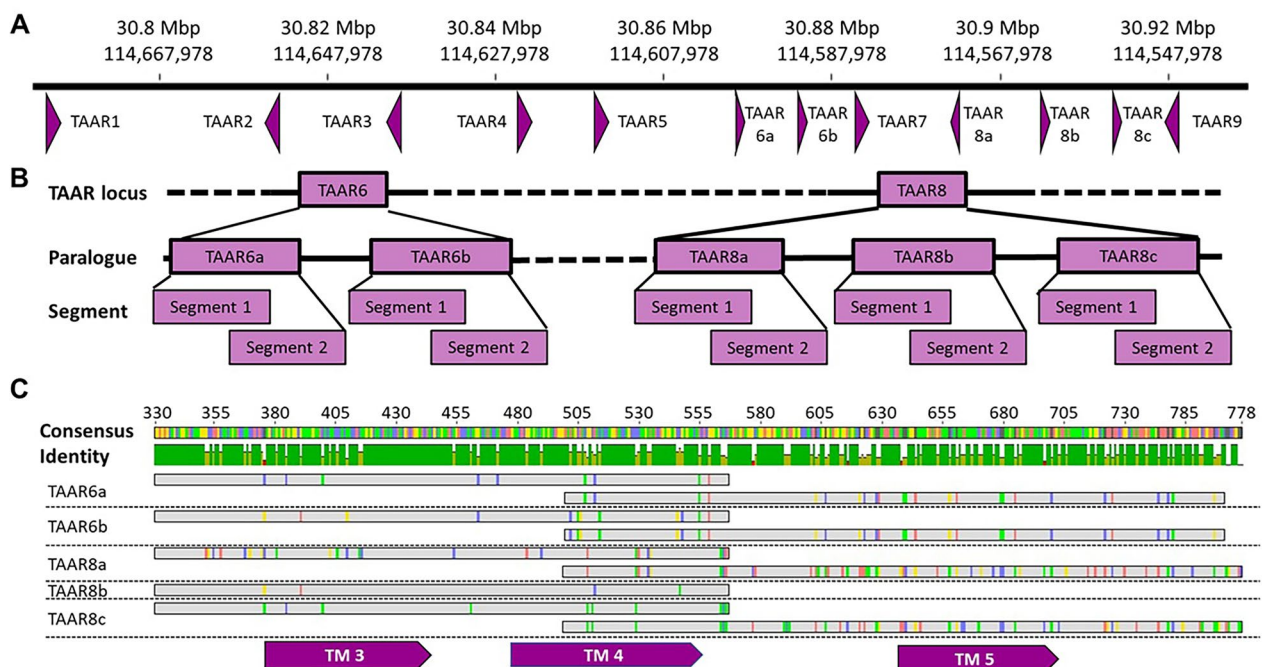 A
30.8 Mbp 30.82 Mbp 30.84 Mbp 30.86 Mbp 30.88 Mbp 30.9 Mbp 30.92 Mbp
114,667,978 114,647,978 114,627,978 114,607,978 114,587,978 114,567,978 114,547,978
TAAR1 TAAR2 TAAR3 TAAR4 TAAR5 TAAR 6a TAAR 6b TAAR7 TAAR 8a TAAR 8b TAAR 8c TAAR9
B
TAAR locus TAAR6 TAAR8
Paralogue TAAR6a TAAR6b TAAR8a TAAR8b TAAR8c
Segment Segment 1 Segment 1 Segment 1 Segment 1 Segment 1
Segment 2 Segment 2 Segment 2 Segment 2 Segment 2
C
330 355 380 405 430 455 480 505 530 555 580 605 630 655 680 705 730 785 778
Consensus
Identity
TAAR6a
TAAR6b
TAAR8a
TAAR8b
TAAR8c
TM 3 TM 4 TM 5